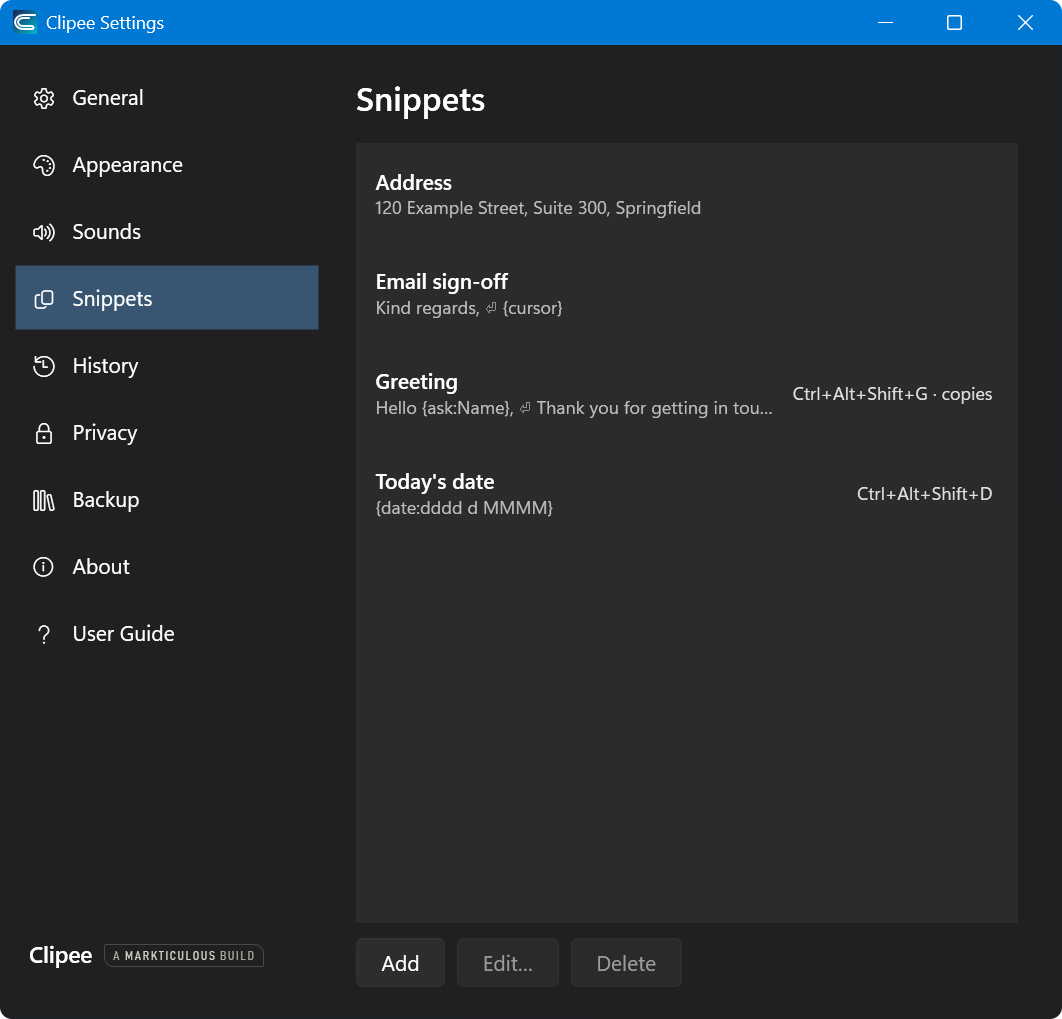 Clipee Settings
General
Appearance
Sounds
Snippets
History
Privacy
Backup
About
User Guide
Clipee
A MARKTICULOUS BUILD
Snippets
Address
120 Example Street, Suite 300, Springfield
Email sign-off
Kind regards, ⏎ {cursor}
Greeting
Hello {ask:Name}, ⏎ Thank you for getting in tou...
Ctrl+Alt+Shift+G · copies
Today's date
{date:dddd d MMMM}
Ctrl+Alt+Shift+D
Add
Edit...
Delete